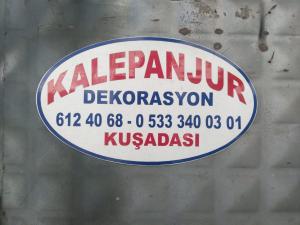 KALEPANJUR
DEKORASYON
612 40 68 - 0 533 340 03 01
KUŞADASI